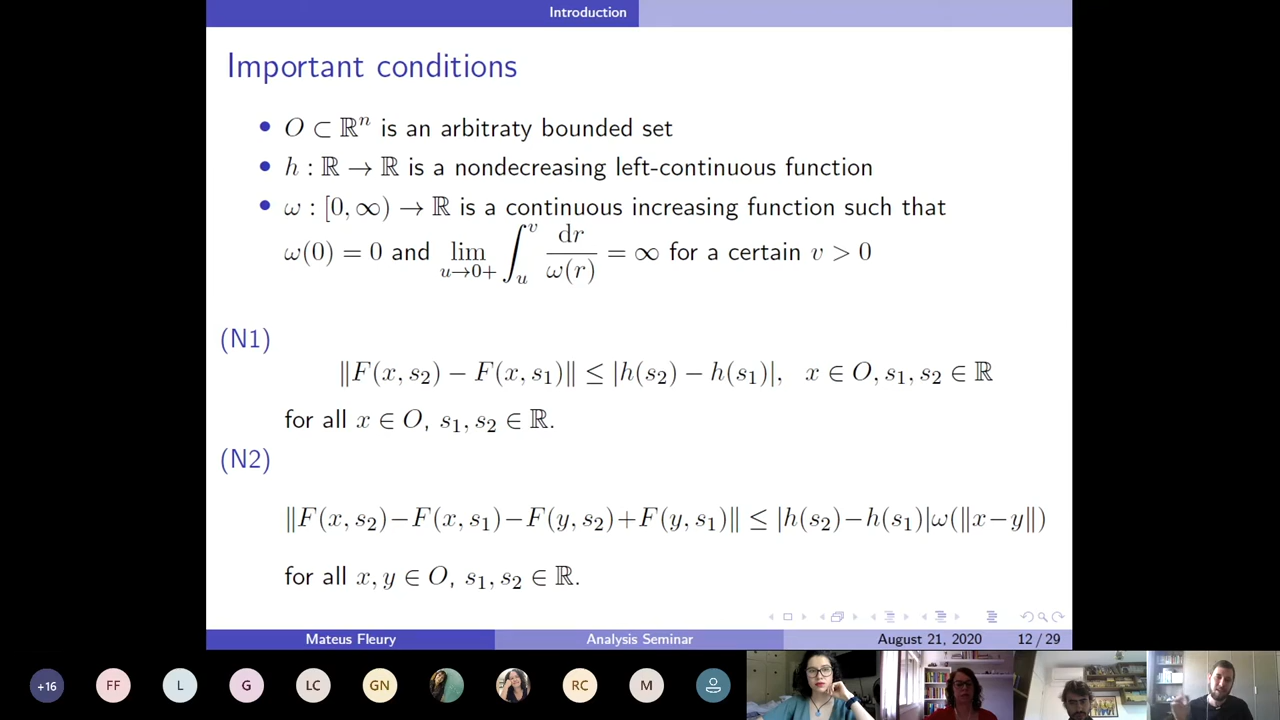 Introduction
Important conditions
• O ⊂ ℝⁿ is an arbitraty bounded set
• h : ℝ → ℝ is a nondecreasing left-continuous function
• ω : [0, ∞) → ℝ is a continuous increasing function such that
ω(0) = 0 and lim_{u→0+} ∫_u^v dr/ω(r) = ∞ for a certain v > 0
(N1)
‖F(x, s₂) − F(x, s₁)‖ ≤ |h(s₂) − h(s₁)|, x ∈ O, s₁, s₂ ∈ ℝ
for all x ∈ O, s₁, s₂ ∈ ℝ.
(N2)
‖F(x, s₂)−F(x, s₁)−F(y, s₂)+F(y, s₁)‖ ≤ |h(s₂)−h(s₁)|ω(‖x−y‖)
for all x, y ∈ O, s₁, s₂ ∈ ℝ.
Mateus Fleury Analysis Seminar August 21, 2020 12 / 29
+16 FF L G LC GN RC M